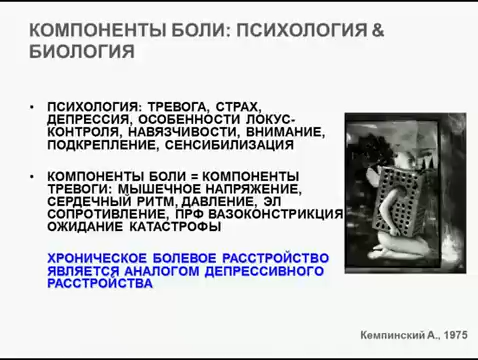 КОМПОНЕНТЫ БОЛИ: ПСИХОЛОГИЯ &
БИОЛОГИЯ
• ПСИХОЛОГИЯ: ТРЕВОГА, СТРАХ,
ДЕПРЕССИЯ, ОСОБЕННОСТИ ЛОКУС-
КОНТРОЛЯ, НАВЯЗЧИВОСТИ, ВНИМАНИЕ,
ПОДКРЕПЛЕНИЕ, СЕНСИБИЛИЗАЦИЯ
• КОМПОНЕНТЫ БОЛИ = КОМПОНЕНТЫ
ТРЕВОГИ: МЫШЕЧНОЕ НАПРЯЖЕНИЕ,
СЕРДЕЧНЫЙ РИТМ, ДАВЛЕНИЕ, ЭЛ
СОПРОТИВЛЕНИЕ, ПРФ ВАЗОКОНСТРИКЦИЯ
ОЖИДАНИЕ КАТАСТРОФЫ
ХРОНИЧЕСКОЕ БОЛЕВОЕ РАССТРОЙСТВО
ЯВЛЯЕТСЯ АНАЛОГОМ ДЕПРЕССИВНОГО
РАССТРОЙСТВА
Кемпинский А., 1975